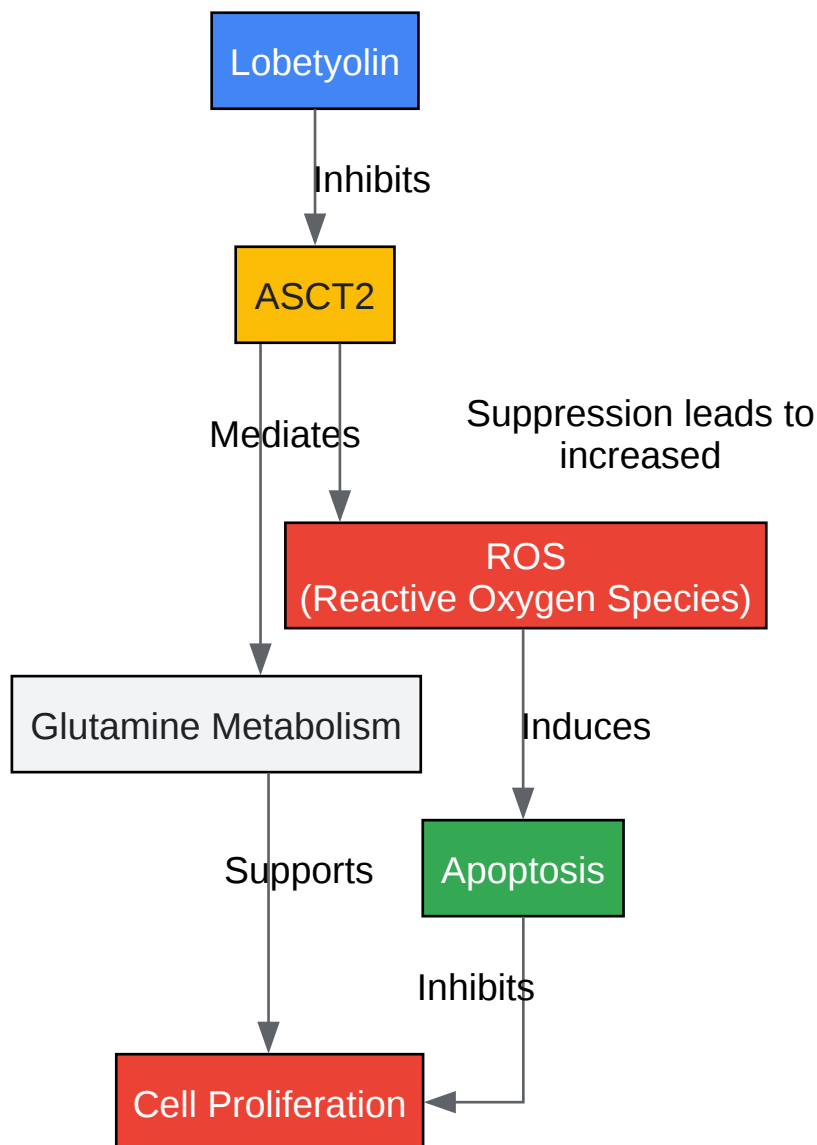 Lobetyolin
Inhibits
ASCT2
Mediates
Suppression leads to
increased
ROS
(Reactive Oxygen Species)
Glutamine Metabolism
Induces
Supports
Apoptosis
Inhibits
Cell Proliferation